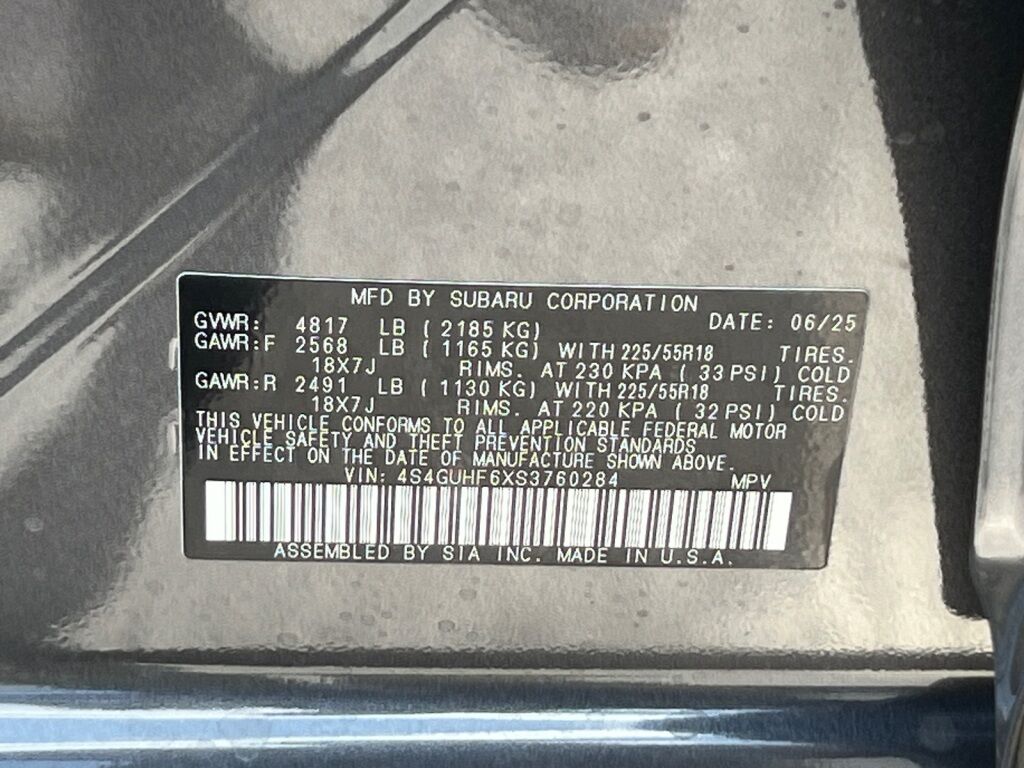 MFD BY SUBARU CORPORATION
GVWR: 4817 LB ( 2185 KG) DATE: 06/25
GAWR:F 2568 LB ( 1165 KG) WITH 225/55R18 TIRES.
18X7J RIMS. AT 230 KPA ( 33 PSI) COLD
GAWR:R 2491 LB ( 1130 KG) WITH 225/55R18 TIRES.
18X7J RIMS. AT 220 KPA ( 32 PSI) COLD
THIS VEHICLE CONFORMS TO ALL APPLICABLE FEDERAL MOTOR
VEHICLE SAFETY AND THEFT PREVENTION STANDARDS
IN EFFECT ON THE DATE OF MANUFACTURE SHOWN ABOVE.
VIN: 4S4GUHF6XS3760284 MPV
ASSEMBLED BY SIA INC. MADE IN U.S.A.